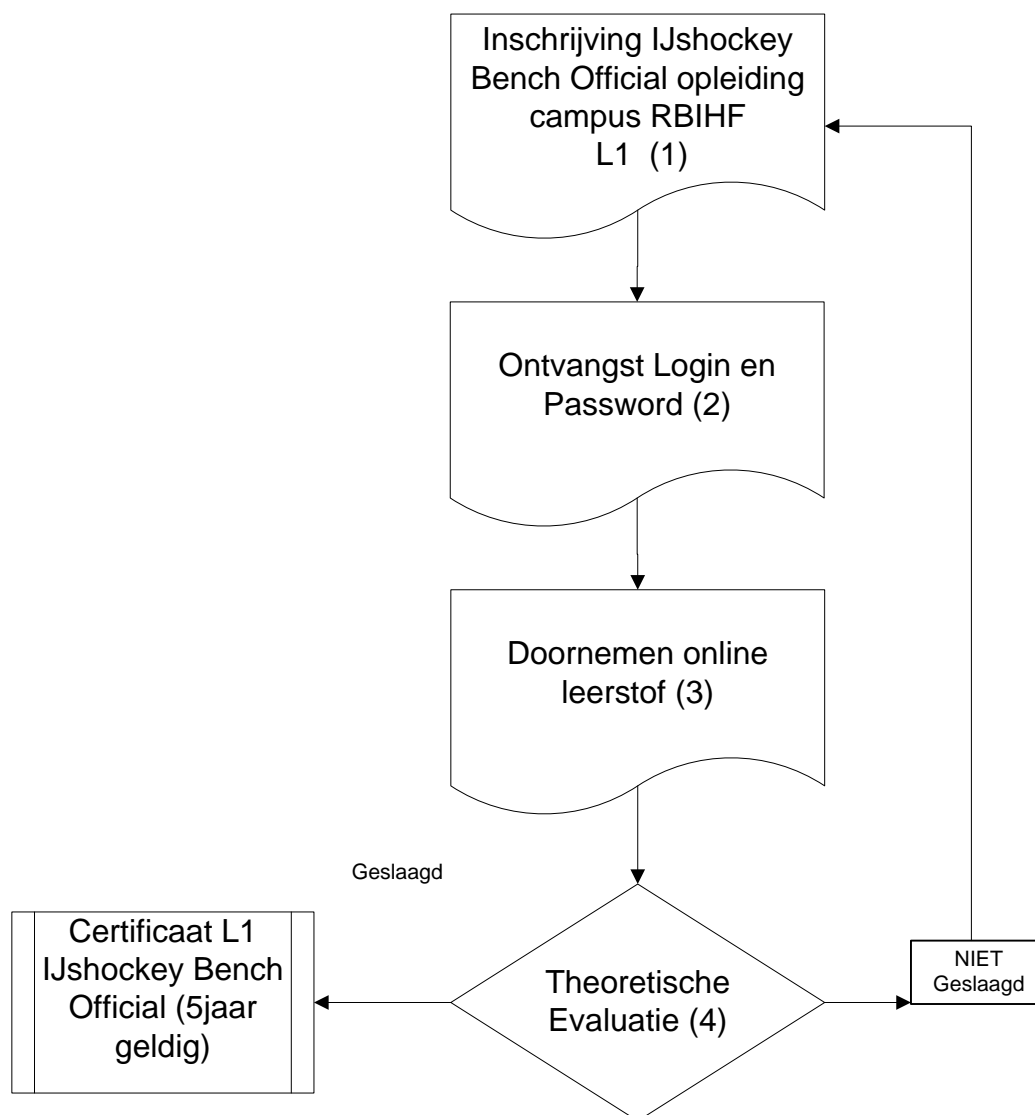 Inschrijving IJshockey
Bench Official opleiding
campus RBIHF
L1 (1)
Ontvangst Login en
Password (2)
Doornemen online
leerstof (3)
Geslaagd
Certificaat L1
IJshockey Bench
Official (5jaar
geldig)
Theoretische
Evaluatie (4)
NIET
Geslaagd